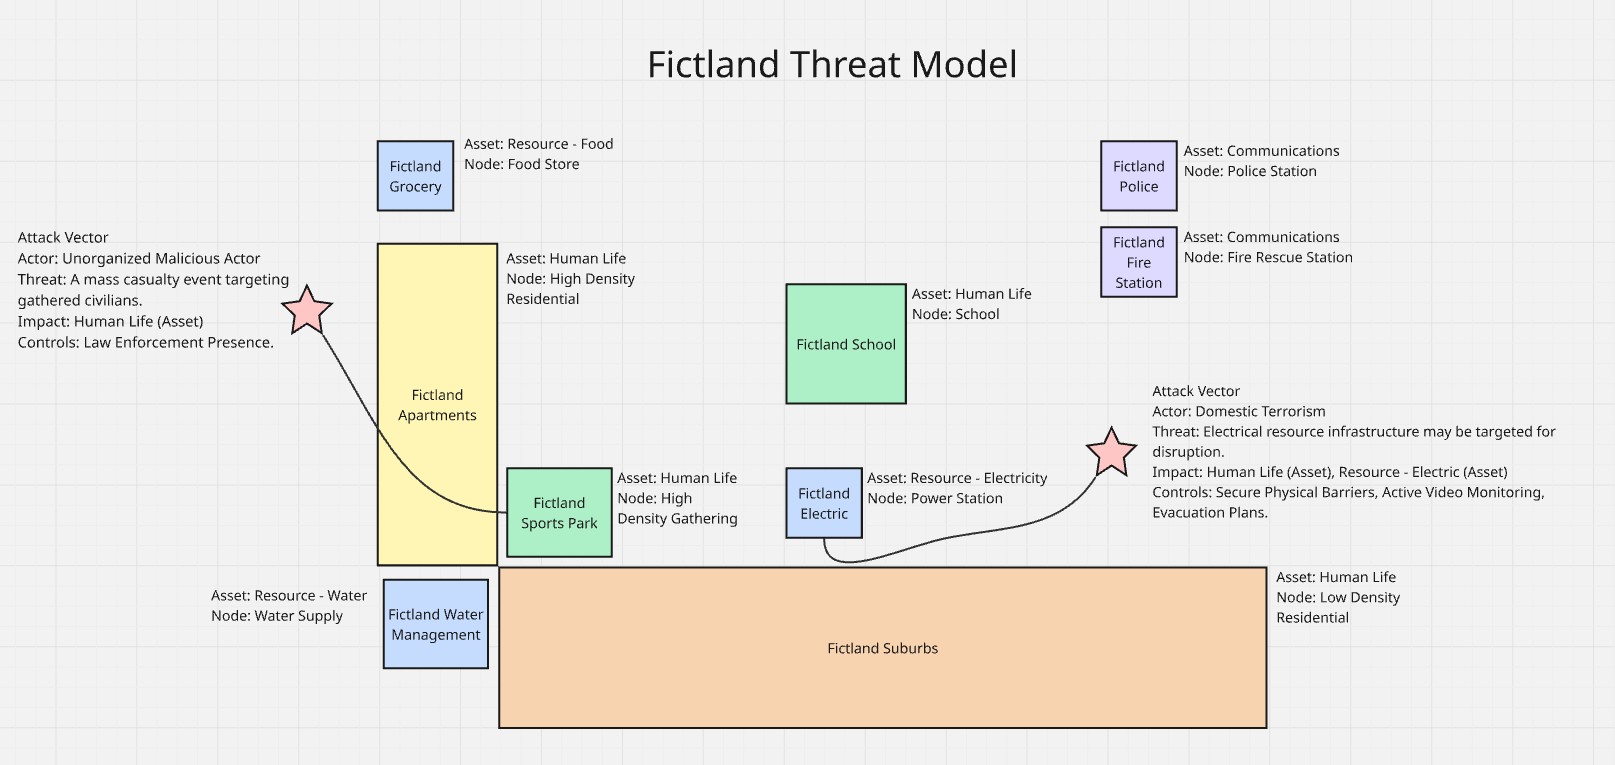 Fictland Threat Model
Fictland
Grocery
Asset: Resource - Food
Node: Food Store
Fictland
Police
Asset: Communications
Node: Police Station
Attack Vector
Actor: Unorganized Malicious Actor
Threat: A mass casualty event targeting
gathered civilians.
Impact: Human Life (Asset)
Controls: Law Enforcement Presence.
Fictland
Apartments
Asset: Human Life
Node: High Density
Residential
Fictland
Fire
Station
Asset: Communications
Node: Fire Rescue Station
Fictland School
Asset: Human Life
Node: School
Attack Vector
Actor: Domestic Terrorism
Threat: Electrical resource infrastructure may be targeted for
disruption.
Impact: Human Life (Asset), Resource - Electric (Asset)
Controls: Secure Physical Barriers, Active Video Monitoring,
Evacuation Plans.
Fictland
Sports Park
Asset: Human Life
Node: High
Density Gathering
Fictland
Electric
Asset: Resource - Electricity
Node: Power Station
Asset: Resource - Water
Node: Water Supply
Fictland Water
Management
Fictland Suburbs
Asset: Human Life
Node: Low Density
Residential